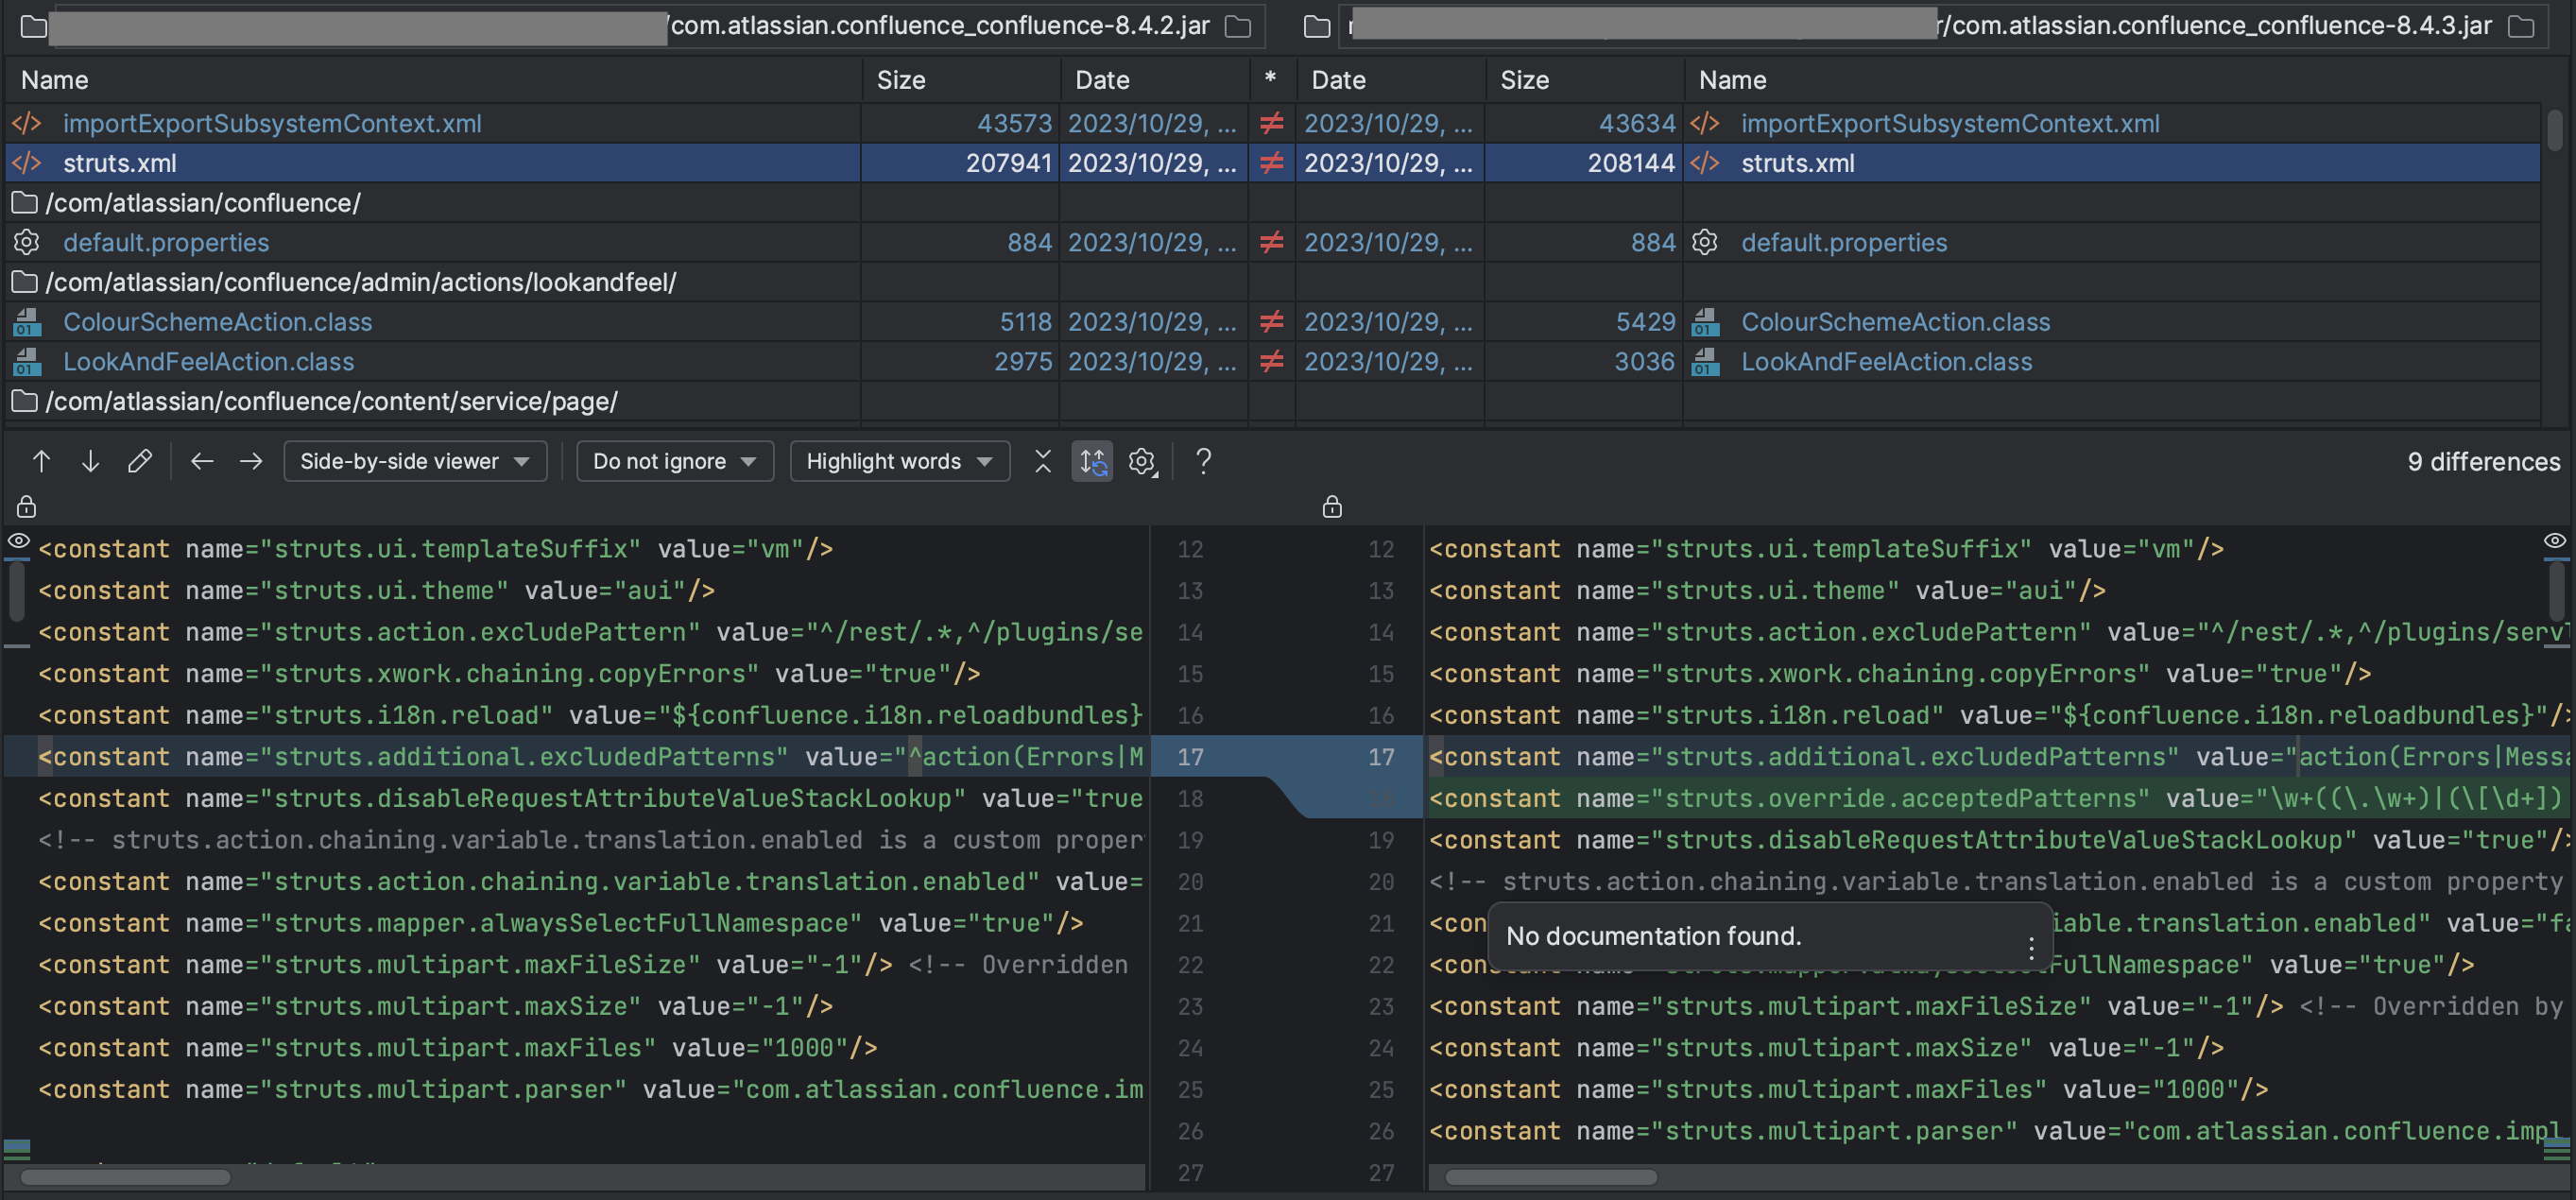 /com.atlassian.confluence_confluence-8.4.2.jar
r/com.atlassian.confluence_confluence-8.4.3.jar
Name Size Date * Date Size Name
importExportSubsystemContext.xml 43573 2023/10/29, ... ≠ 2023/10/29, ... 43634 importExportSubsystemContext.xml
struts.xml 207941 2023/10/29, ... ≠ 2023/10/29, ... 208144 struts.xml
/com/atlassian/confluence/
default.properties 884 2023/10/29, ... ≠ 2023/10/29, ... 884 default.properties
/com/atlassian/confluence/admin/actions/lookandfeel/
ColourSchemeAction.class 5118 2023/10/29, ... ≠ 2023/10/29, ... 5429 ColourSchemeAction.class
LookAndFeelAction.class 2975 2023/10/29, ... ≠ 2023/10/29, ... 3036 LookAndFeelAction.class
/com/atlassian/confluence/content/service/page/
Side-by-side viewer Do not ignore Highlight words ? 9 differences
<constant name="struts.ui.templateSuffix" value="vm"/> 12 12 <constant name="struts.ui.templateSuffix" value="vm"/>
<constant name="struts.ui.theme" value="aui"/> 13 13 <constant name="struts.ui.theme" value="aui"/>
<constant name="struts.action.excludePattern" value="^/rest/.*,^/plugins/se 14 14 <constant name="struts.action.excludePattern" value="^/rest/.*,^/plugins/serv
<constant name="struts.xwork.chaining.copyErrors" value="true"/> 15 15 <constant name="struts.xwork.chaining.copyErrors" value="true"/>
<constant name="struts.i18n.reload" value="${confluence.i18n.reloadbundles} 16 16 <constant name="struts.i18n.reload" value="${confluence.i18n.reloadbundles}"/>
<constant name="struts.additional.excludedPatterns" value="^action(Errors|M 17 17 <constant name="struts.additional.excludedPatterns" value="action(Errors|Messa
<constant name="struts.disableRequestAttributeValueStackLookup" value="true 18 18 <constant name="struts.override.acceptedPatterns" value="\w+((\.\w+)|(\[\d+])
<!-- struts.action.chaining.variable.translation.enabled is a custom proper 19 19 <constant name="struts.disableRequestAttributeValueStackLookup" value="true"/>
<constant name="struts.action.chaining.variable.translation.enabled" value= 20 20 <!-- struts.action.chaining.variable.translation.enabled is a custom property
<constant name="struts.mapper.alwaysSelectFullNamespace" value="true"/> 21 21 <con iable.translation.enabled" value="fa
No documentation found.
<constant name="struts.multipart.maxFileSize" value="-1"/> <!-- Overridden 22 22 <constant name="struts.mapper.alwaysSelectFullNamespace" value="true"/>
<constant name="struts.multipart.maxSize" value="-1"/> 23 23 <constant name="struts.multipart.maxFileSize" value="-1"/> <!-- Overridden by
<constant name="struts.multipart.maxFiles" value="1000"/> 24 24 <constant name="struts.multipart.maxSize" value="-1"/>
<constant name="struts.multipart.parser" value="com.atlassian.confluence.im 25 25 <constant name="struts.multipart.maxFiles" value="1000"/>
26 26 <constant name="struts.multipart.parser" value="com.atlassian.confluence.impl
27 27